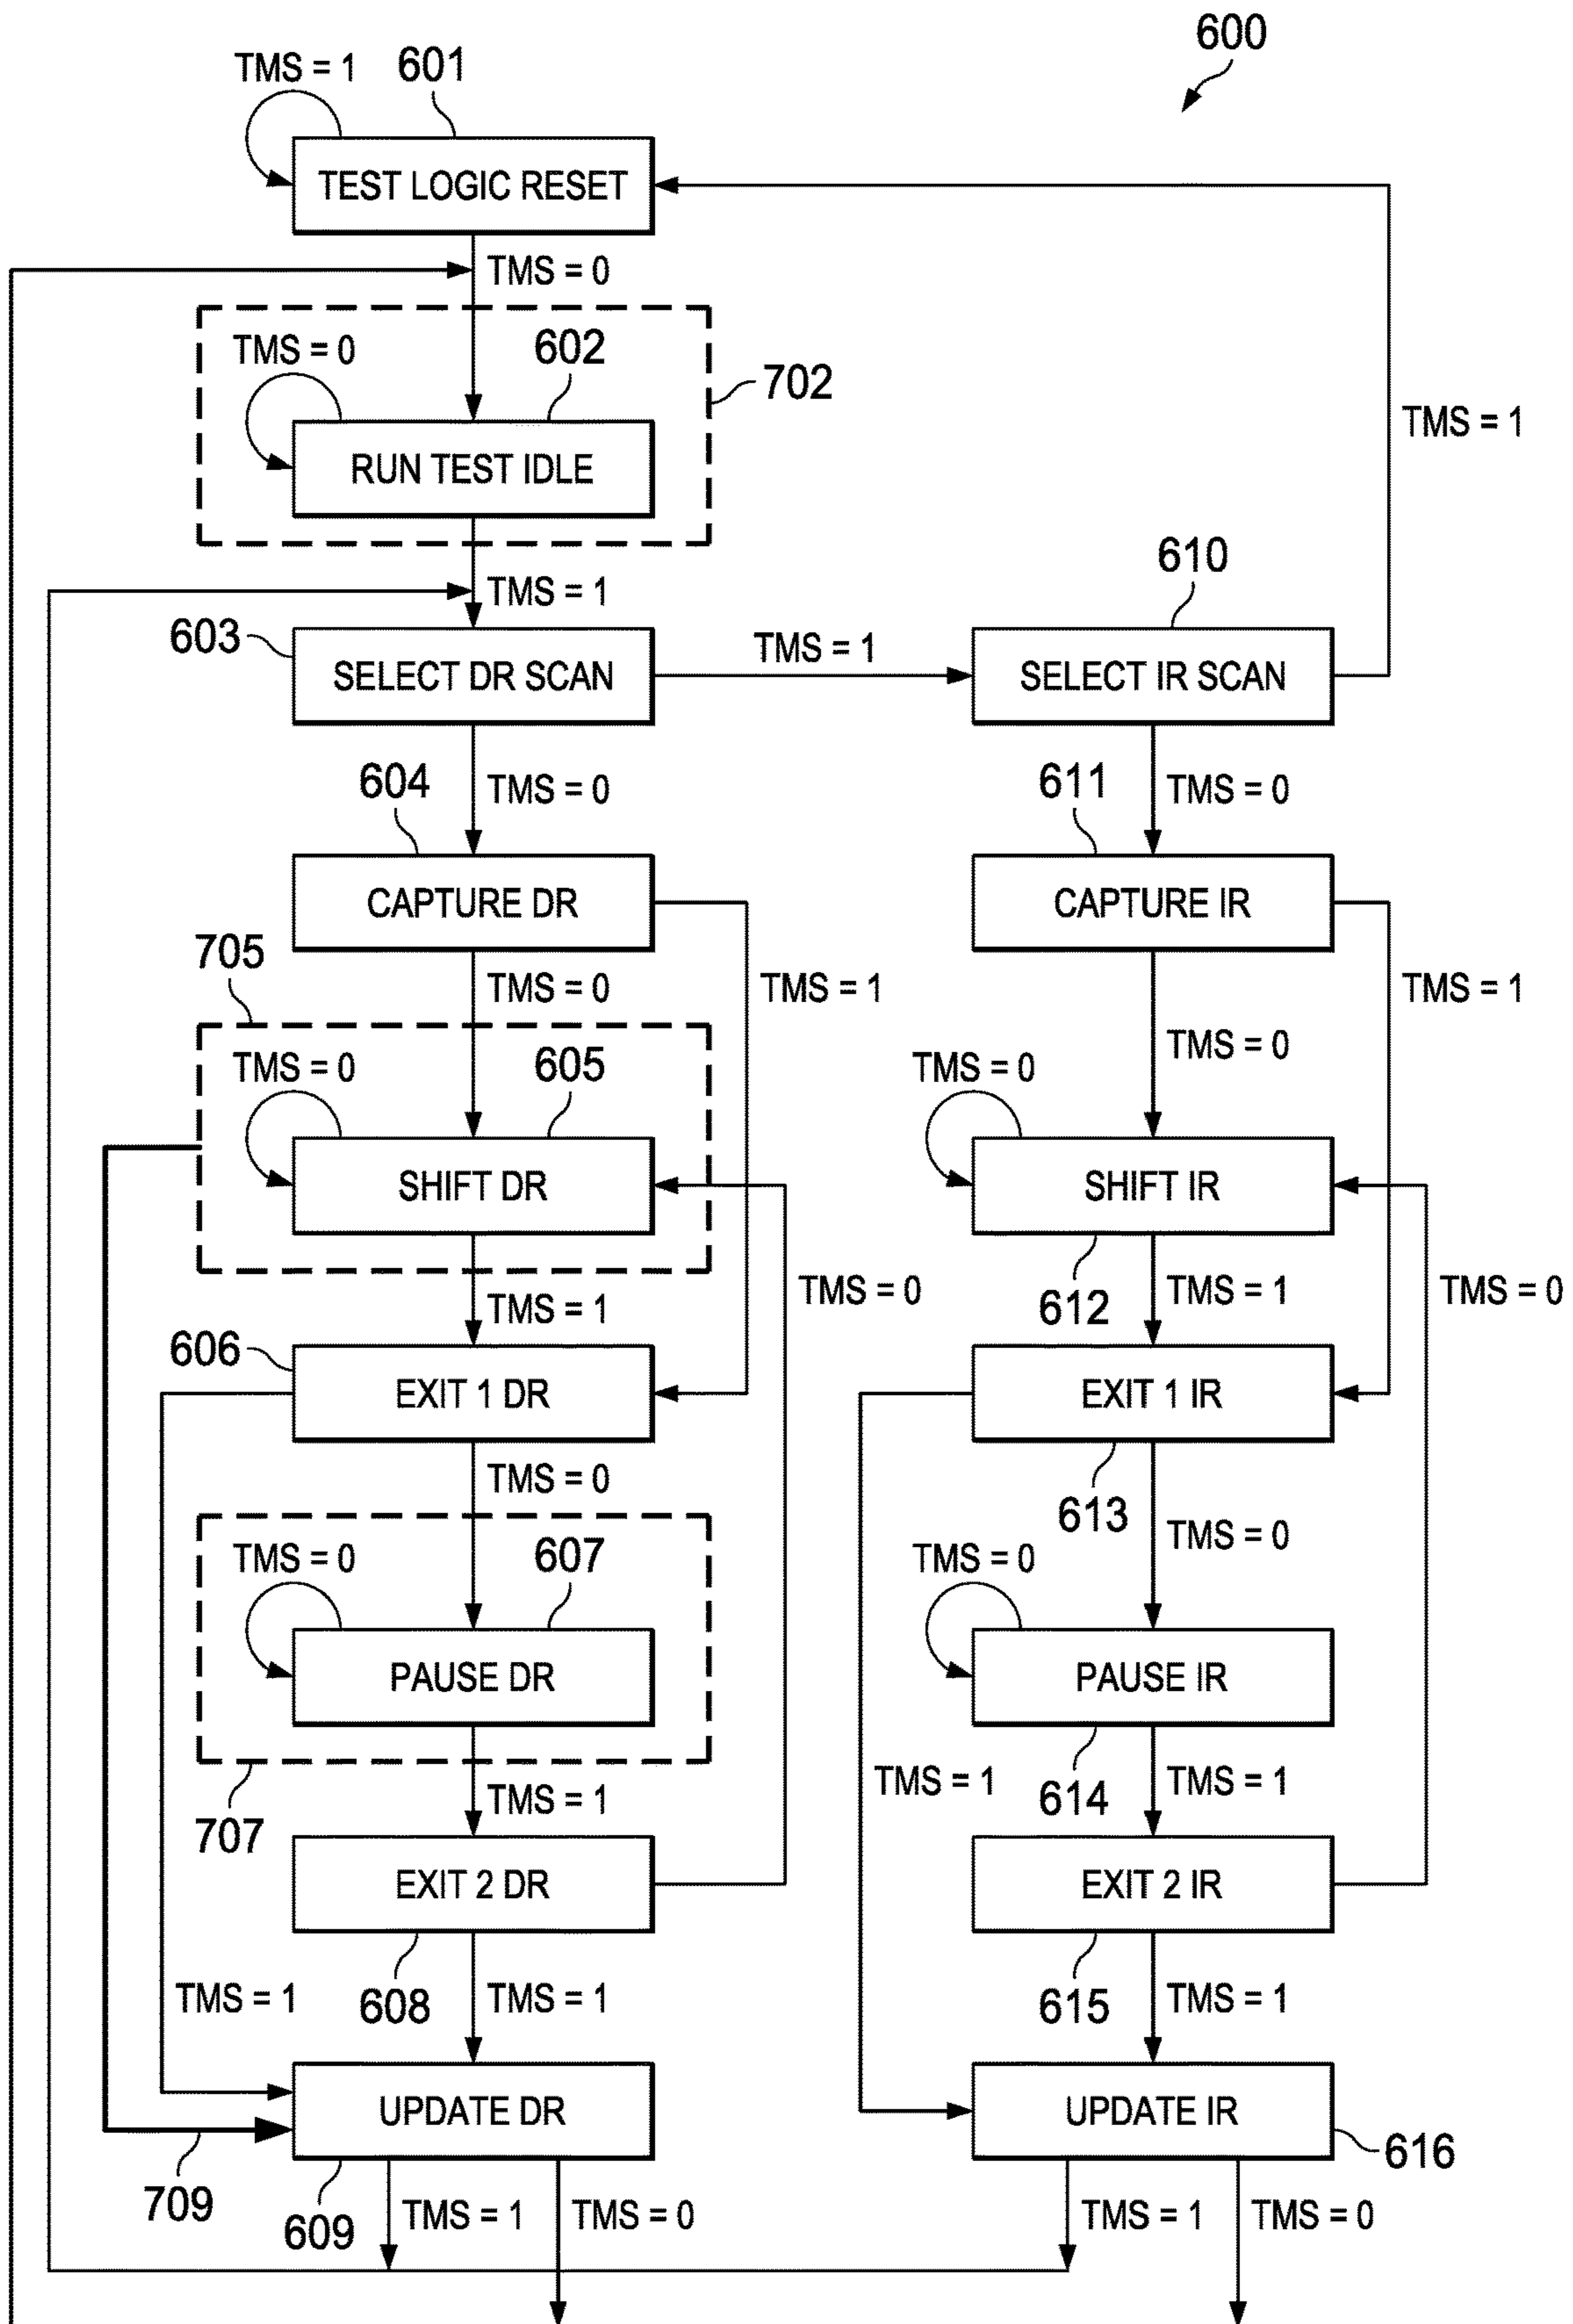 600
TMS = 1
601
TEST LOGIC RESET
TMS = 0
TMS = 0
602
702
TMS = 1
RUN TEST IDLE
610
TMS = 1
603
SELECT DR SCAN
TMS = 1
SELECT IR SCAN
604
TMS = 0
611
TMS = 0
CAPTURE DR
CAPTURE IR
705
TMS = 0
TMS = 1
TMS = 1
TMS = 0
605
TMS = 0
TMS = 0
SHIFT DR
SHIFT IR
TMS = 1
TMS = 0
612
TMS = 1
TMS = 0
606
EXIT 1 DR
EXIT 1 IR
TMS = 0
613
TMS = 0
607
TMS = 0
TMS = 0
PAUSE DR
PAUSE IR
707
TMS = 1
TMS = 1
614
TMS = 1
EXIT 2 DR
EXIT 2 IR
TMS = 1
608
TMS = 1
615
TMS = 1
UPDATE DR
UPDATE IR
616
709
609
TMS = 1
TMS = 0
TMS = 1
TMS = 0